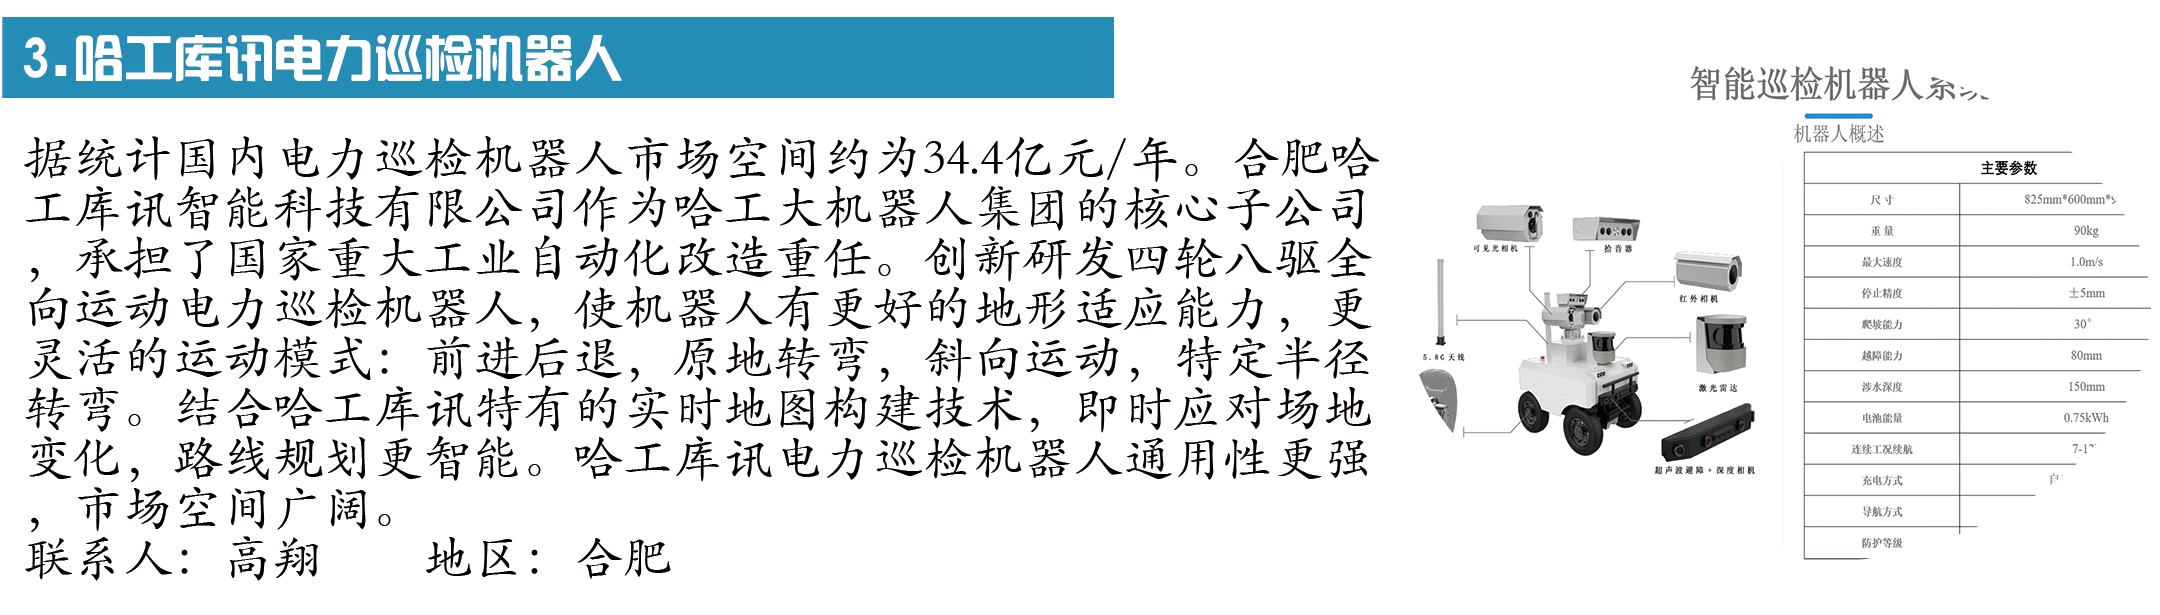 3.哈工库讯电力巡检机器人
据统计国内电力巡检机器人市场空间约为34.4亿元/年。合肥哈
工库讯智能科技有限公司作为哈工大机器人集团的核心子公司
，承担了国家重大工业自动化改造重任。创新研发四轮八驱全
向运动电力巡检机器人，使机器人有更好的地形适应能力，更
灵活的运动模式：前进后退，原地转弯，斜向运动，特定半径
转弯。结合哈工库讯特有的实时地图构建技术，即时应对场地
变化，路线规划更智能。哈工库讯电力巡检机器人通用性更强
，市场空间广阔。
联系人：高翔 地区：合肥
可见光相机
拾音器
红外相机
5.8G天线
激光雷达
超声波避障+深度相机
智能巡检机器人系
机器人概述
主要参数
尺寸 825mm*600mm*
重量 90kg
最大速度 1.0m/s
停止精度 ±5mm
爬坡能力 30°
越障能力 80mm
涉水深度 150mm
电池能量 0.75kWh
连续工况续航 7-1
充电方式
导航方式
防护等级